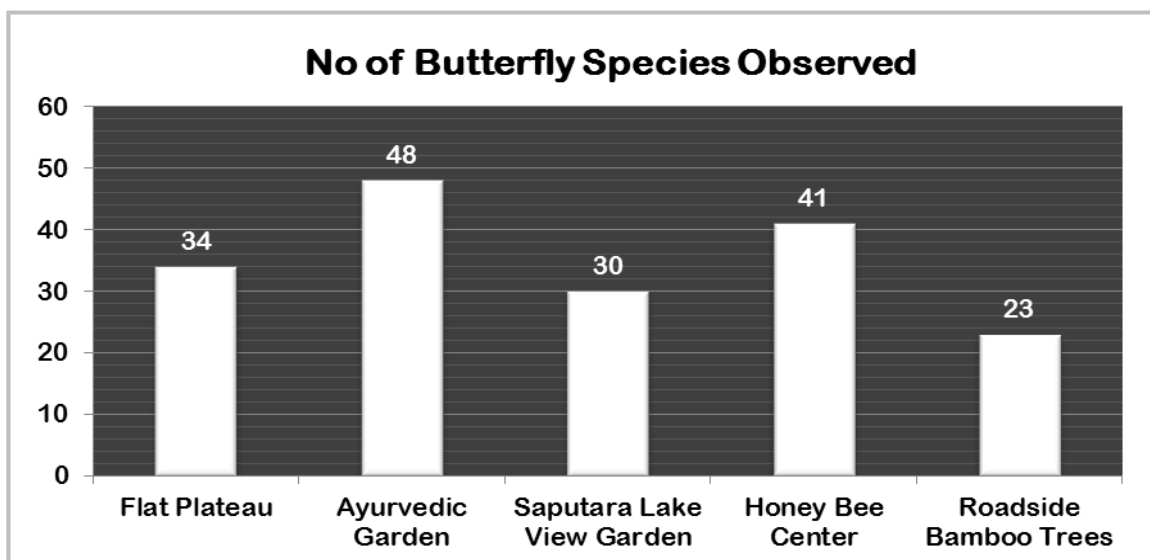 No of Butterfly Species Observed
60
50
40
30
20
10
0
34
48
30
41
23
Flat Plateau
Ayurvedic
Garden
Saputara Lake
View Garden
Honey Bee
Center
Roadside
Bamboo Trees